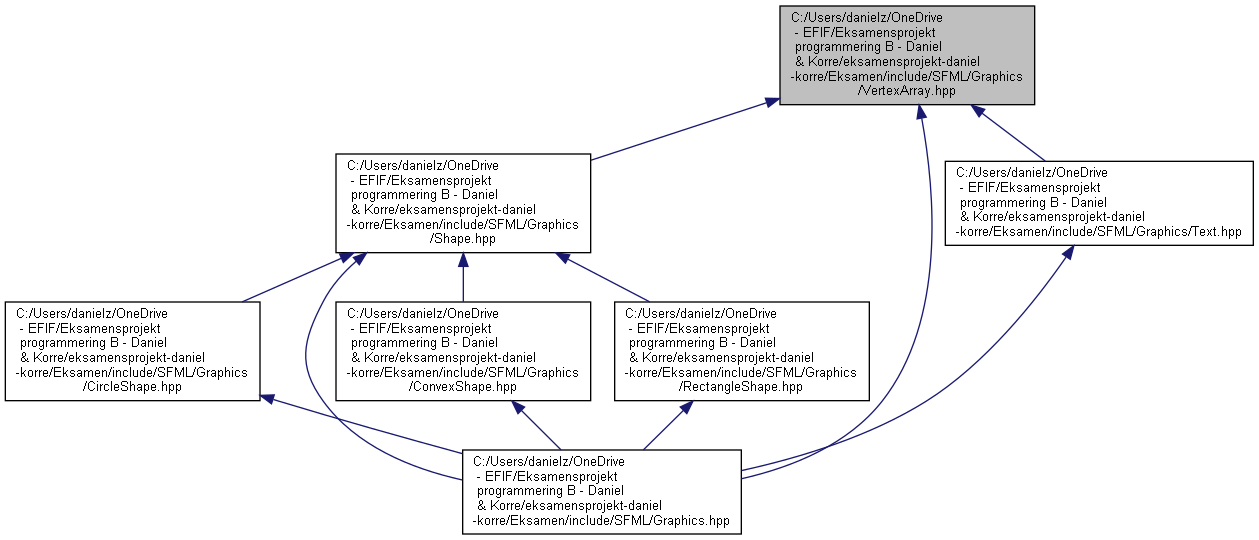 C:/Users/danielz/OneDrive
- EFIF/Eksamensprojekt
programmering B - Daniel
& Korre/eksamensprojekt-daniel
-korre/Eksamen/include/SFML/Graphics
/VertexArray.hpp
C:/Users/danielz/OneDrive
- EFIF/Eksamensprojekt
programmering B - Daniel
& Korre/eksamensprojekt-daniel
-korre/Eksamen/include/SFML/Graphics
/Shape.hpp
C:/Users/danielz/OneDrive
- EFIF/Eksamensprojekt
programmering B - Daniel
& Korre/eksamensprojekt-daniel
-korre/Eksamen/include/SFML/Graphics/Text.hpp
C:/Users/danielz/OneDrive
- EFIF/Eksamensprojekt
programmering B - Daniel
& Korre/eksamensprojekt-daniel
-korre/Eksamen/include/SFML/Graphics
/CircleShape.hpp
C:/Users/danielz/OneDrive
- EFIF/Eksamensprojekt
programmering B - Daniel
& Korre/eksamensprojekt-daniel
-korre/Eksamen/include/SFML/Graphics
/ConvexShape.hpp
C:/Users/danielz/OneDrive
- EFIF/Eksamensprojekt
programmering B - Daniel
& Korre/eksamensprojekt-daniel
-korre/Eksamen/include/SFML/Graphics
/RectangleShape.hpp
C:/Users/danielz/OneDrive
- EFIF/Eksamensprojekt
programmering B - Daniel
& Korre/eksamensprojekt-daniel
-korre/Eksamen/include/SFML/Graphics.hpp